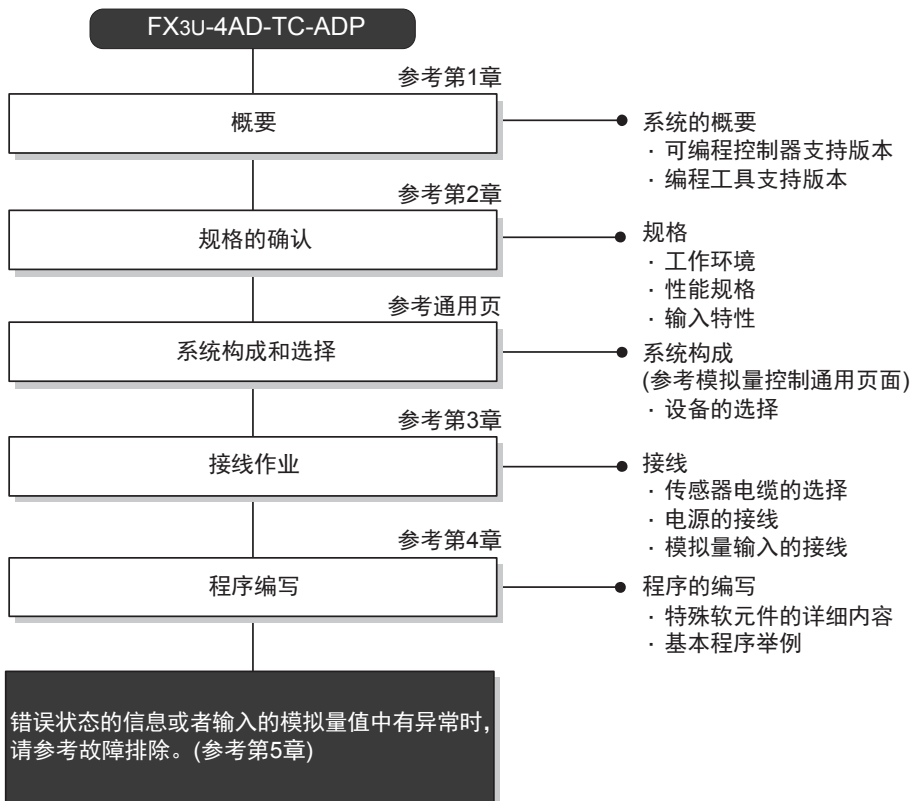 FX3U-4AD-TC-ADP
参考第1章
概要
系统的概要
· 可编程控制器支持版本
· 编程工具支持版本
参考第2章
规格的确认
规格
· 工作环境
· 性能规格
· 输入特性
参考通用页
系统构成和选择
系统构成
(参考模拟量控制通用页面)
· 设备的选择
参考第3章
接线作业
接线
· 传感器电缆的选择
· 电源的接线
· 模拟量输入的接线
参考第4章
程序编写
程序的编写
· 特殊软元件的详细内容
· 基本程序举例
错误状态的信息或者输入的模拟量值中有异常时，
请参考故障排除。(参考第5章)